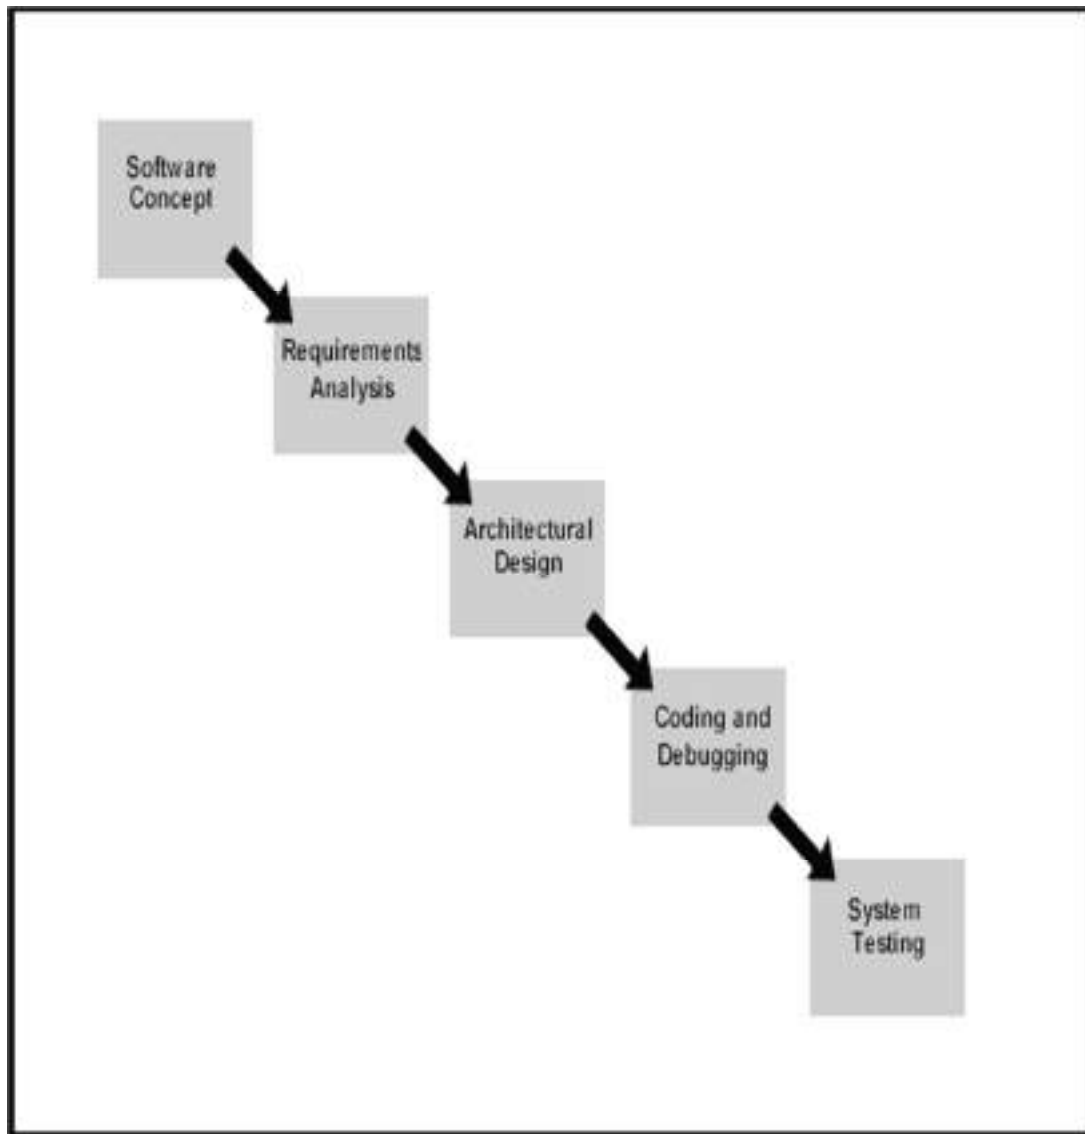 Software
Concept
Requirements
Analysis
Architectural
Design
Coding and
Debugging
System
Testing